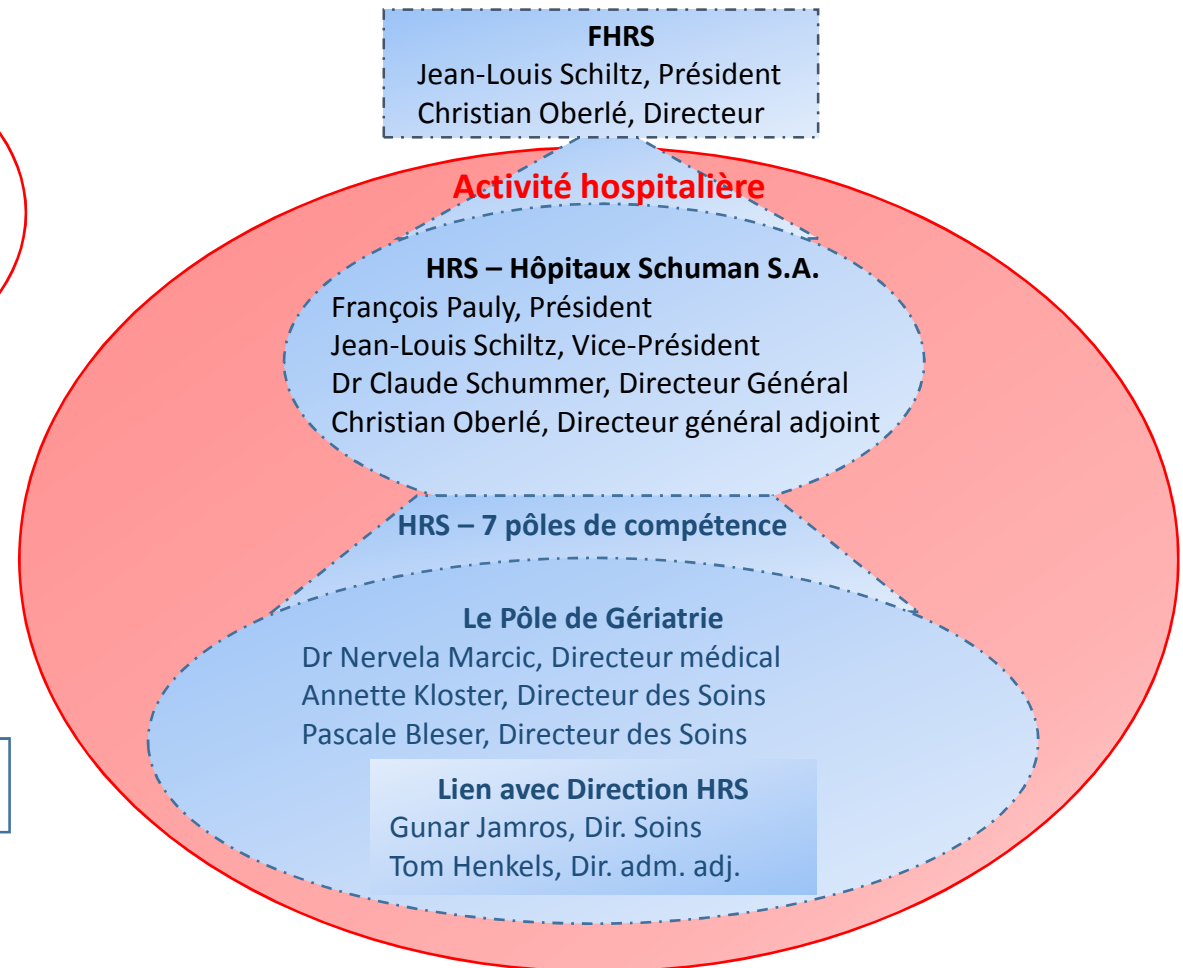 FHRS
Jean-Louis Schiltz, Président
Christian Oberlé, Directeur
Activité hospitalière
HRS – Hôpitaux Schuman S.A.
François Pauly, Président
Jean-Louis Schiltz, Vice-Président
Dr Claude Schummer, Directeur Général
Christian Oberlé, Directeur général adjoint
HRS – 7 pôles de compétence
Le Pôle de Gériatrie
Dr Nervela Marcic, Directeur médical
Annette Kloster, Directeur des Soins
Pascale Bleser, Directeur des Soins
Lien avec Direction HRS
Gunar Jamros, Dir. Soins
Tom Henkels, Dir. adm. adj.